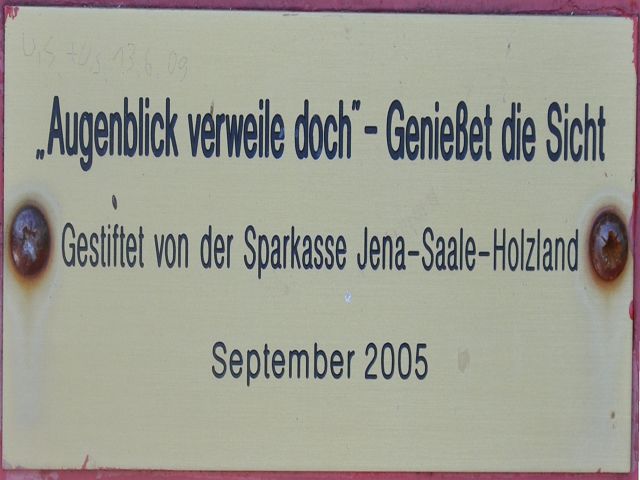 „Augenblick verweile doch" - Genießet die Sicht
Gestiftet von der Sparkasse Jena-Saale-Holzland
September 2005